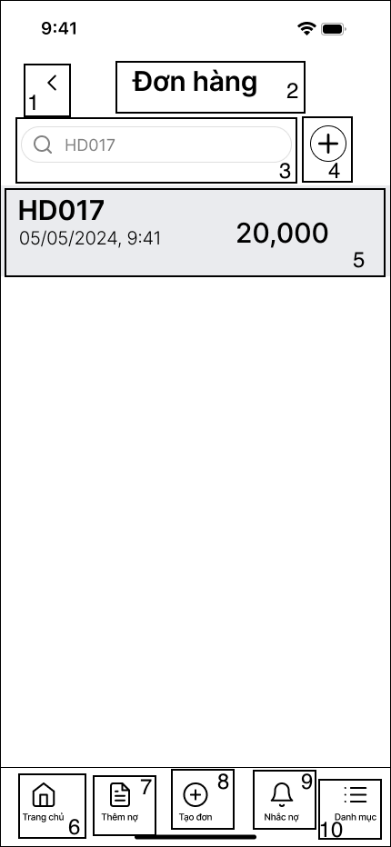 9:41
1
Đơn hàng 2
HD017 3
4
HD017
05/05/2024, 9:41
20,000
5
Trang chủ 6
Thêm nợ 7
Tạo đơn 8
Nhắc nợ 9
Danh mục 10